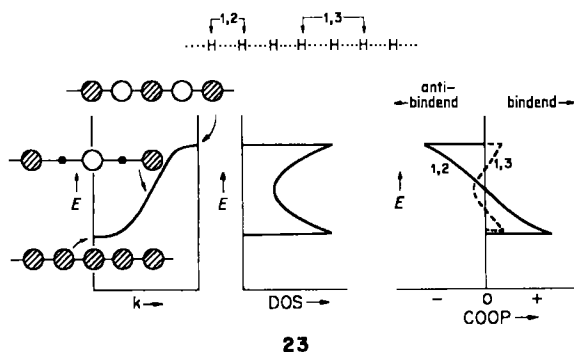 1,2 1,3
······H······H······H······H······H······H······H······
anti-
bindend bindend
1,2 1,3
E E E
k → DOS → − 0 +
COOP →
23